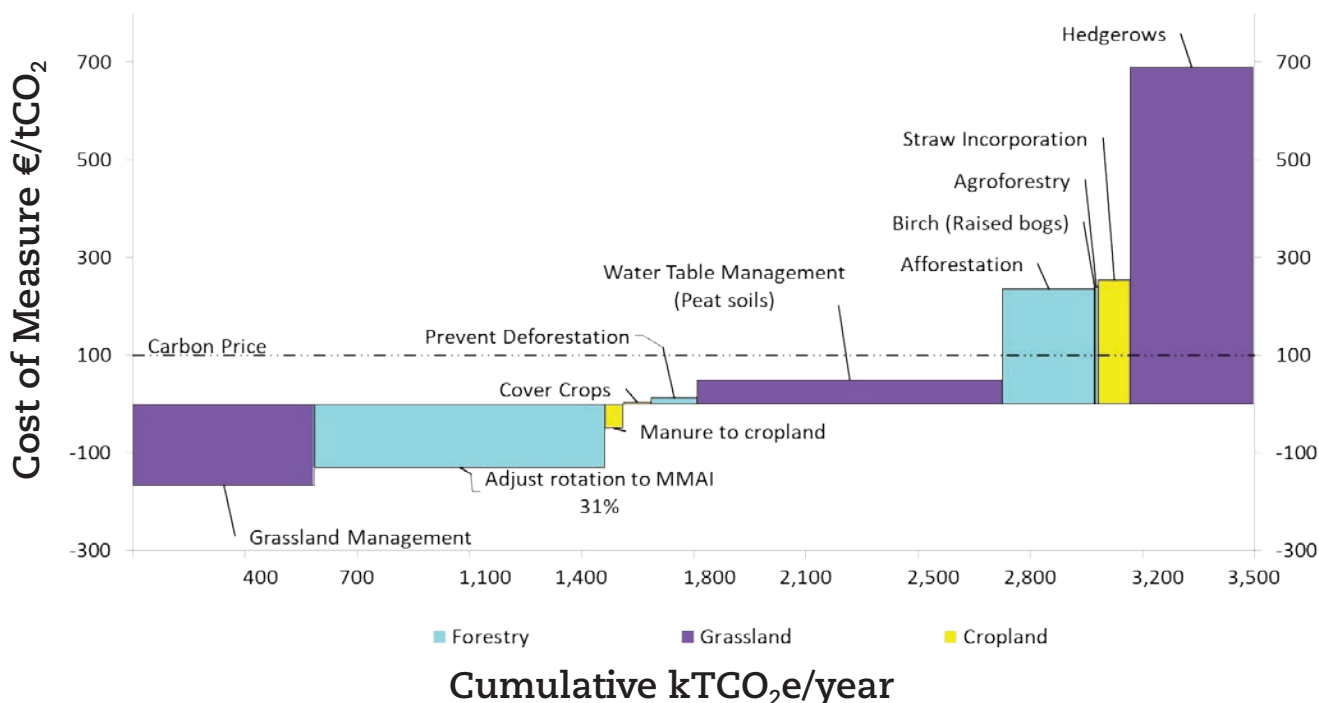 Cost of Measure €/tCO₂
700
500
300
100
-100
-300
700
500
300
100
-100
-300
Hedgerows
Straw Incorporation
Agroforestry
Birch (Raised bogs)
Afforestation
Water Table Management
(Peat soils)
Prevent Deforestation
Carbon Price
Cover Crops
Manure to cropland
Adjust rotation to MMAI
31%
Grassland Management
400 700 1,100 1,400 1,800 2,100 2,500 2,800 3,200 3,500
Forestry Grassland Cropland
Cumulative kTCO₂e/year